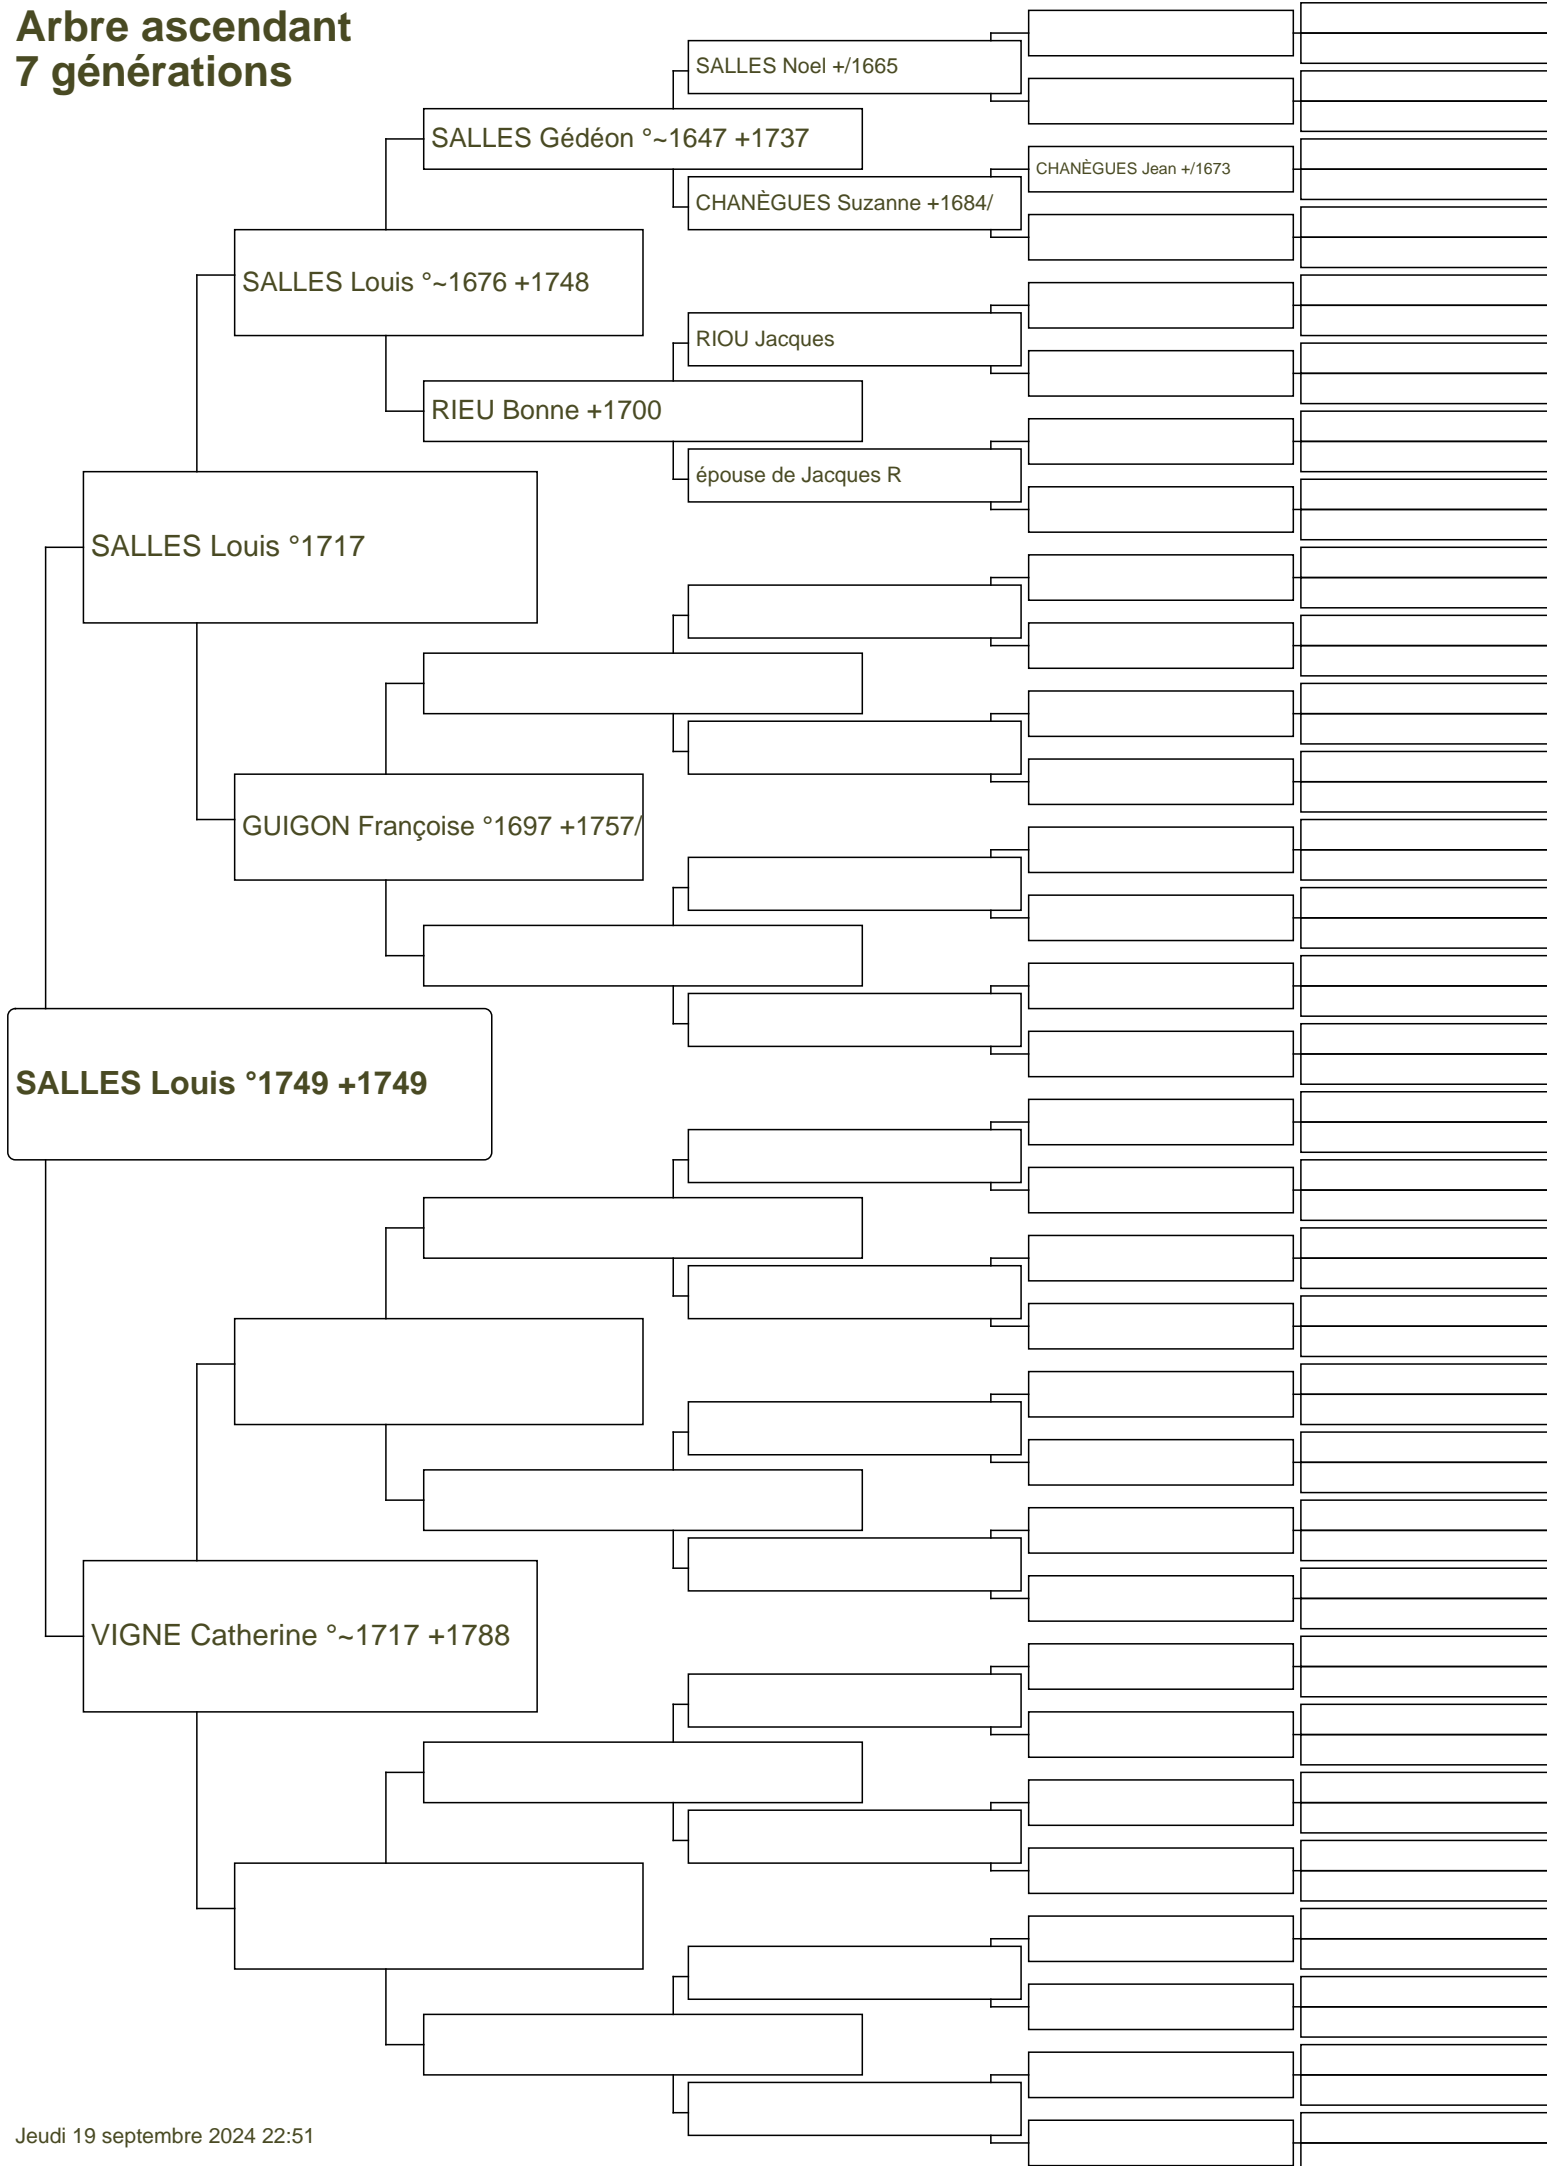 Arbre ascendant
7 générations
SALLES Noel +/1665
SALLES Gédéon °~1647 +1737
CHANÈGUES Jean +/1673
CHANÈGUES Suzanne +1684/
SALLES Louis °~1676 +1748
RIOU Jacques
RIEU Bonne +1700
épouse de Jacques R
SALLES Louis °1717
GUIGON Françoise °1697 +1757/
SALLES Louis °1749 +1749
VIGNE Catherine °~1717 +1788
Jeudi 19 septembre 2024 22:51